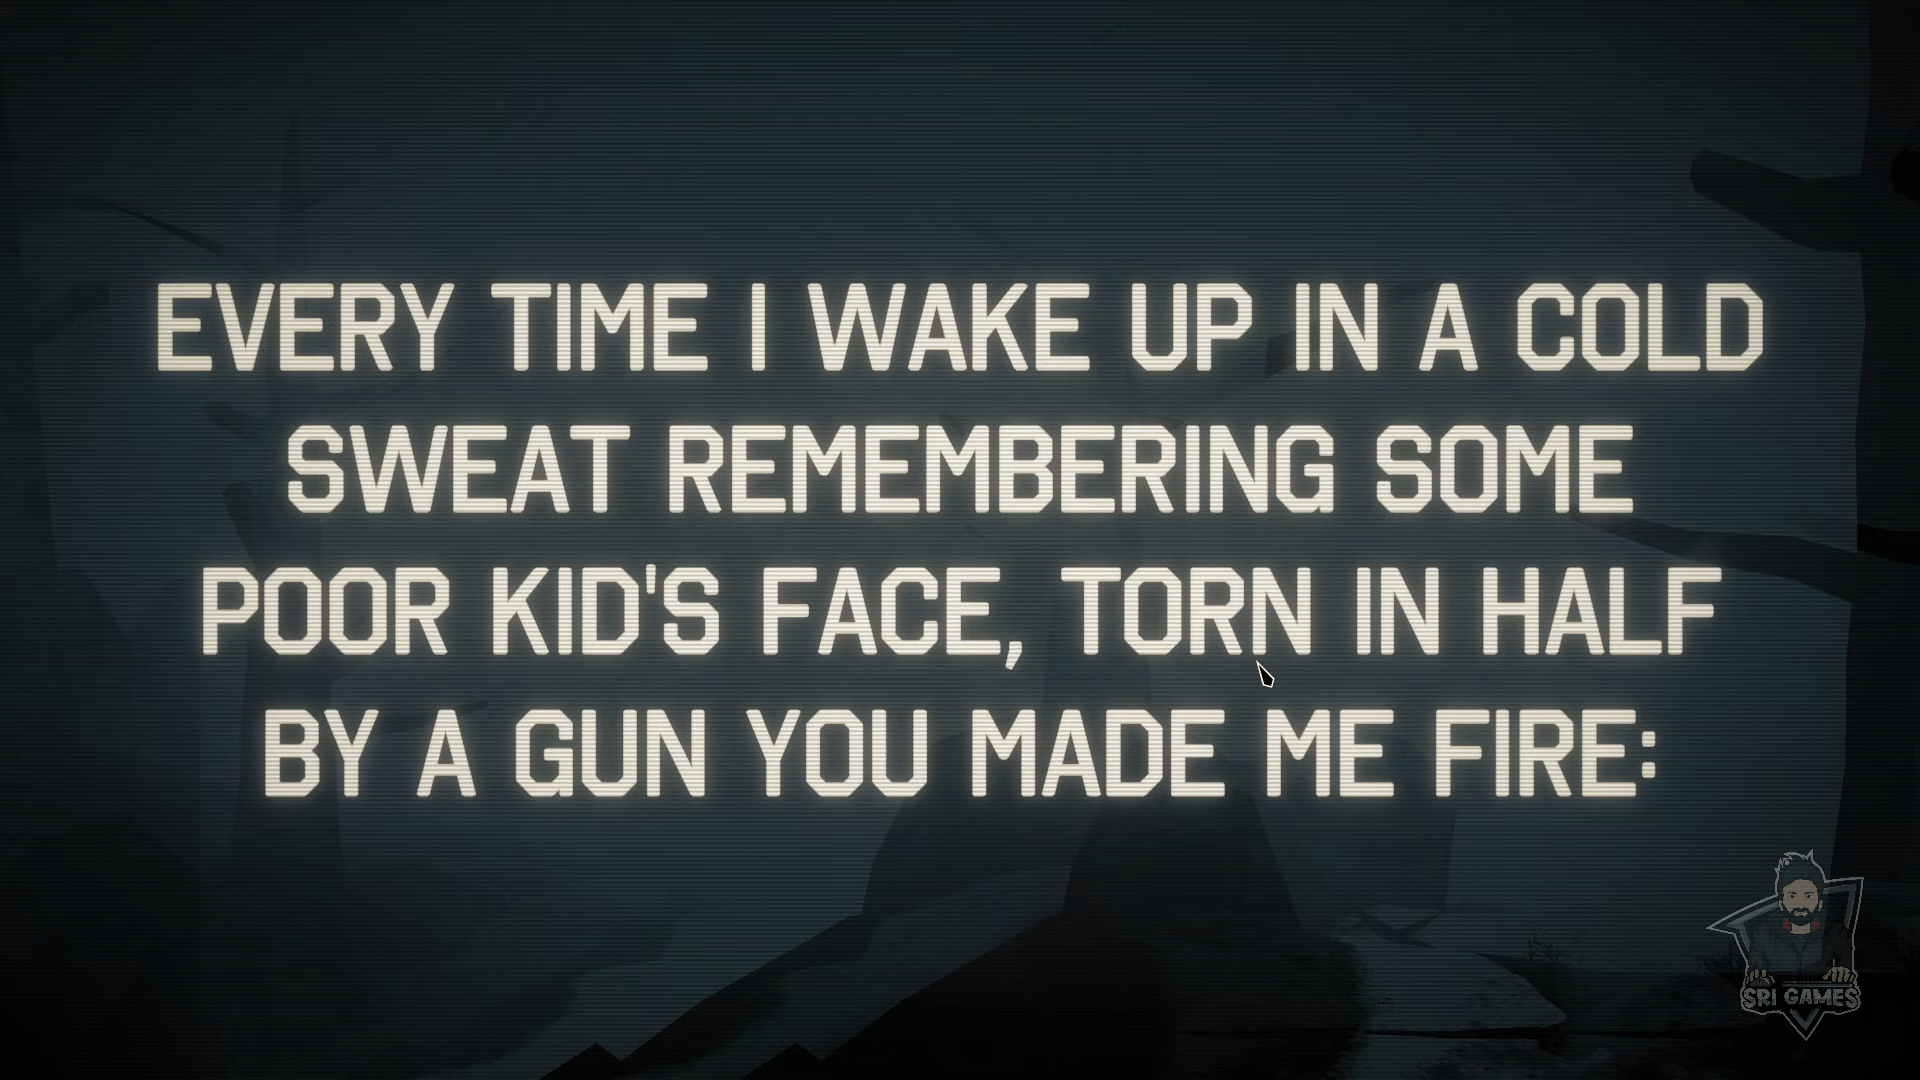 EVERY TIME I WAKE UP IN A COLD
SWEAT REMEMBERING SOME
POOR KID'S FACE, TORN IN HALF
BY A GUN YOU MADE ME FIRE:
SRI GAMES